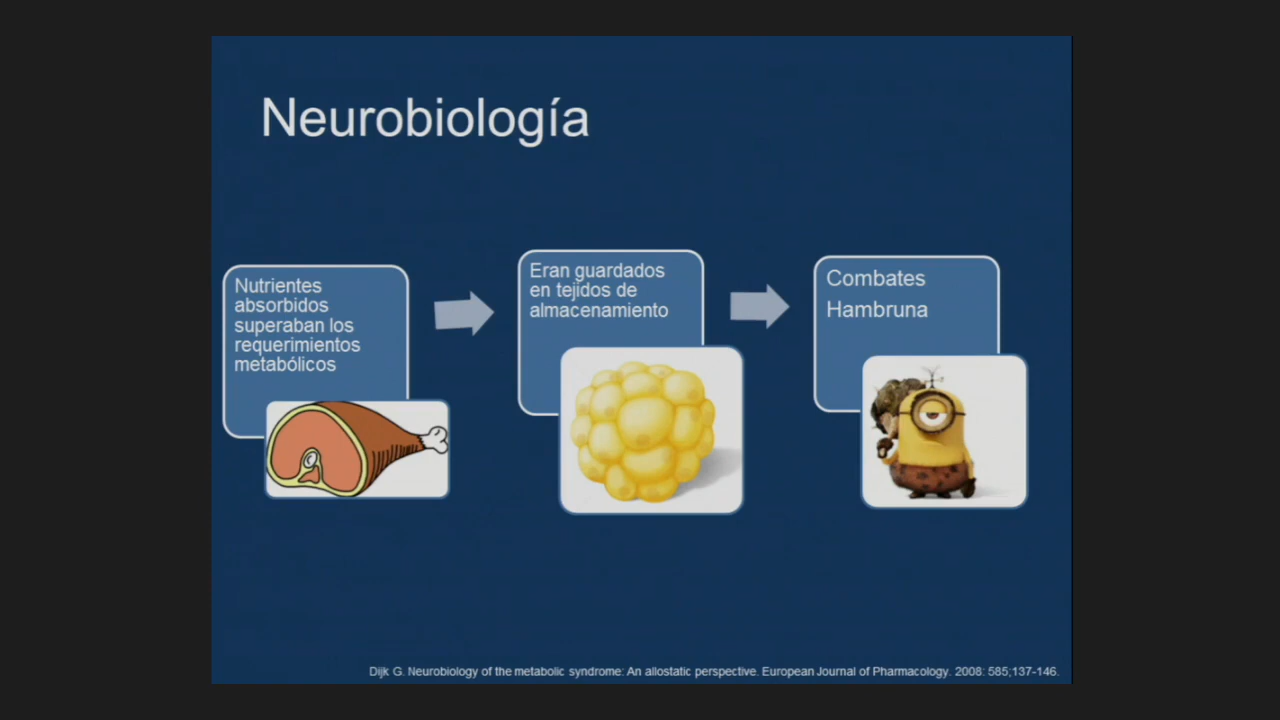 Neurobiología
Nutrientes
absorbidos
superaban los
requerimientos
metabólicos
Eran guardados
en tejidos de
almacenamiento
Combates
Hambruna
Dijk G. Neurobiology of the metabolic syndrome: An allostatic perspective. European Journal of Pharmacology. 2008: 585;137-146.